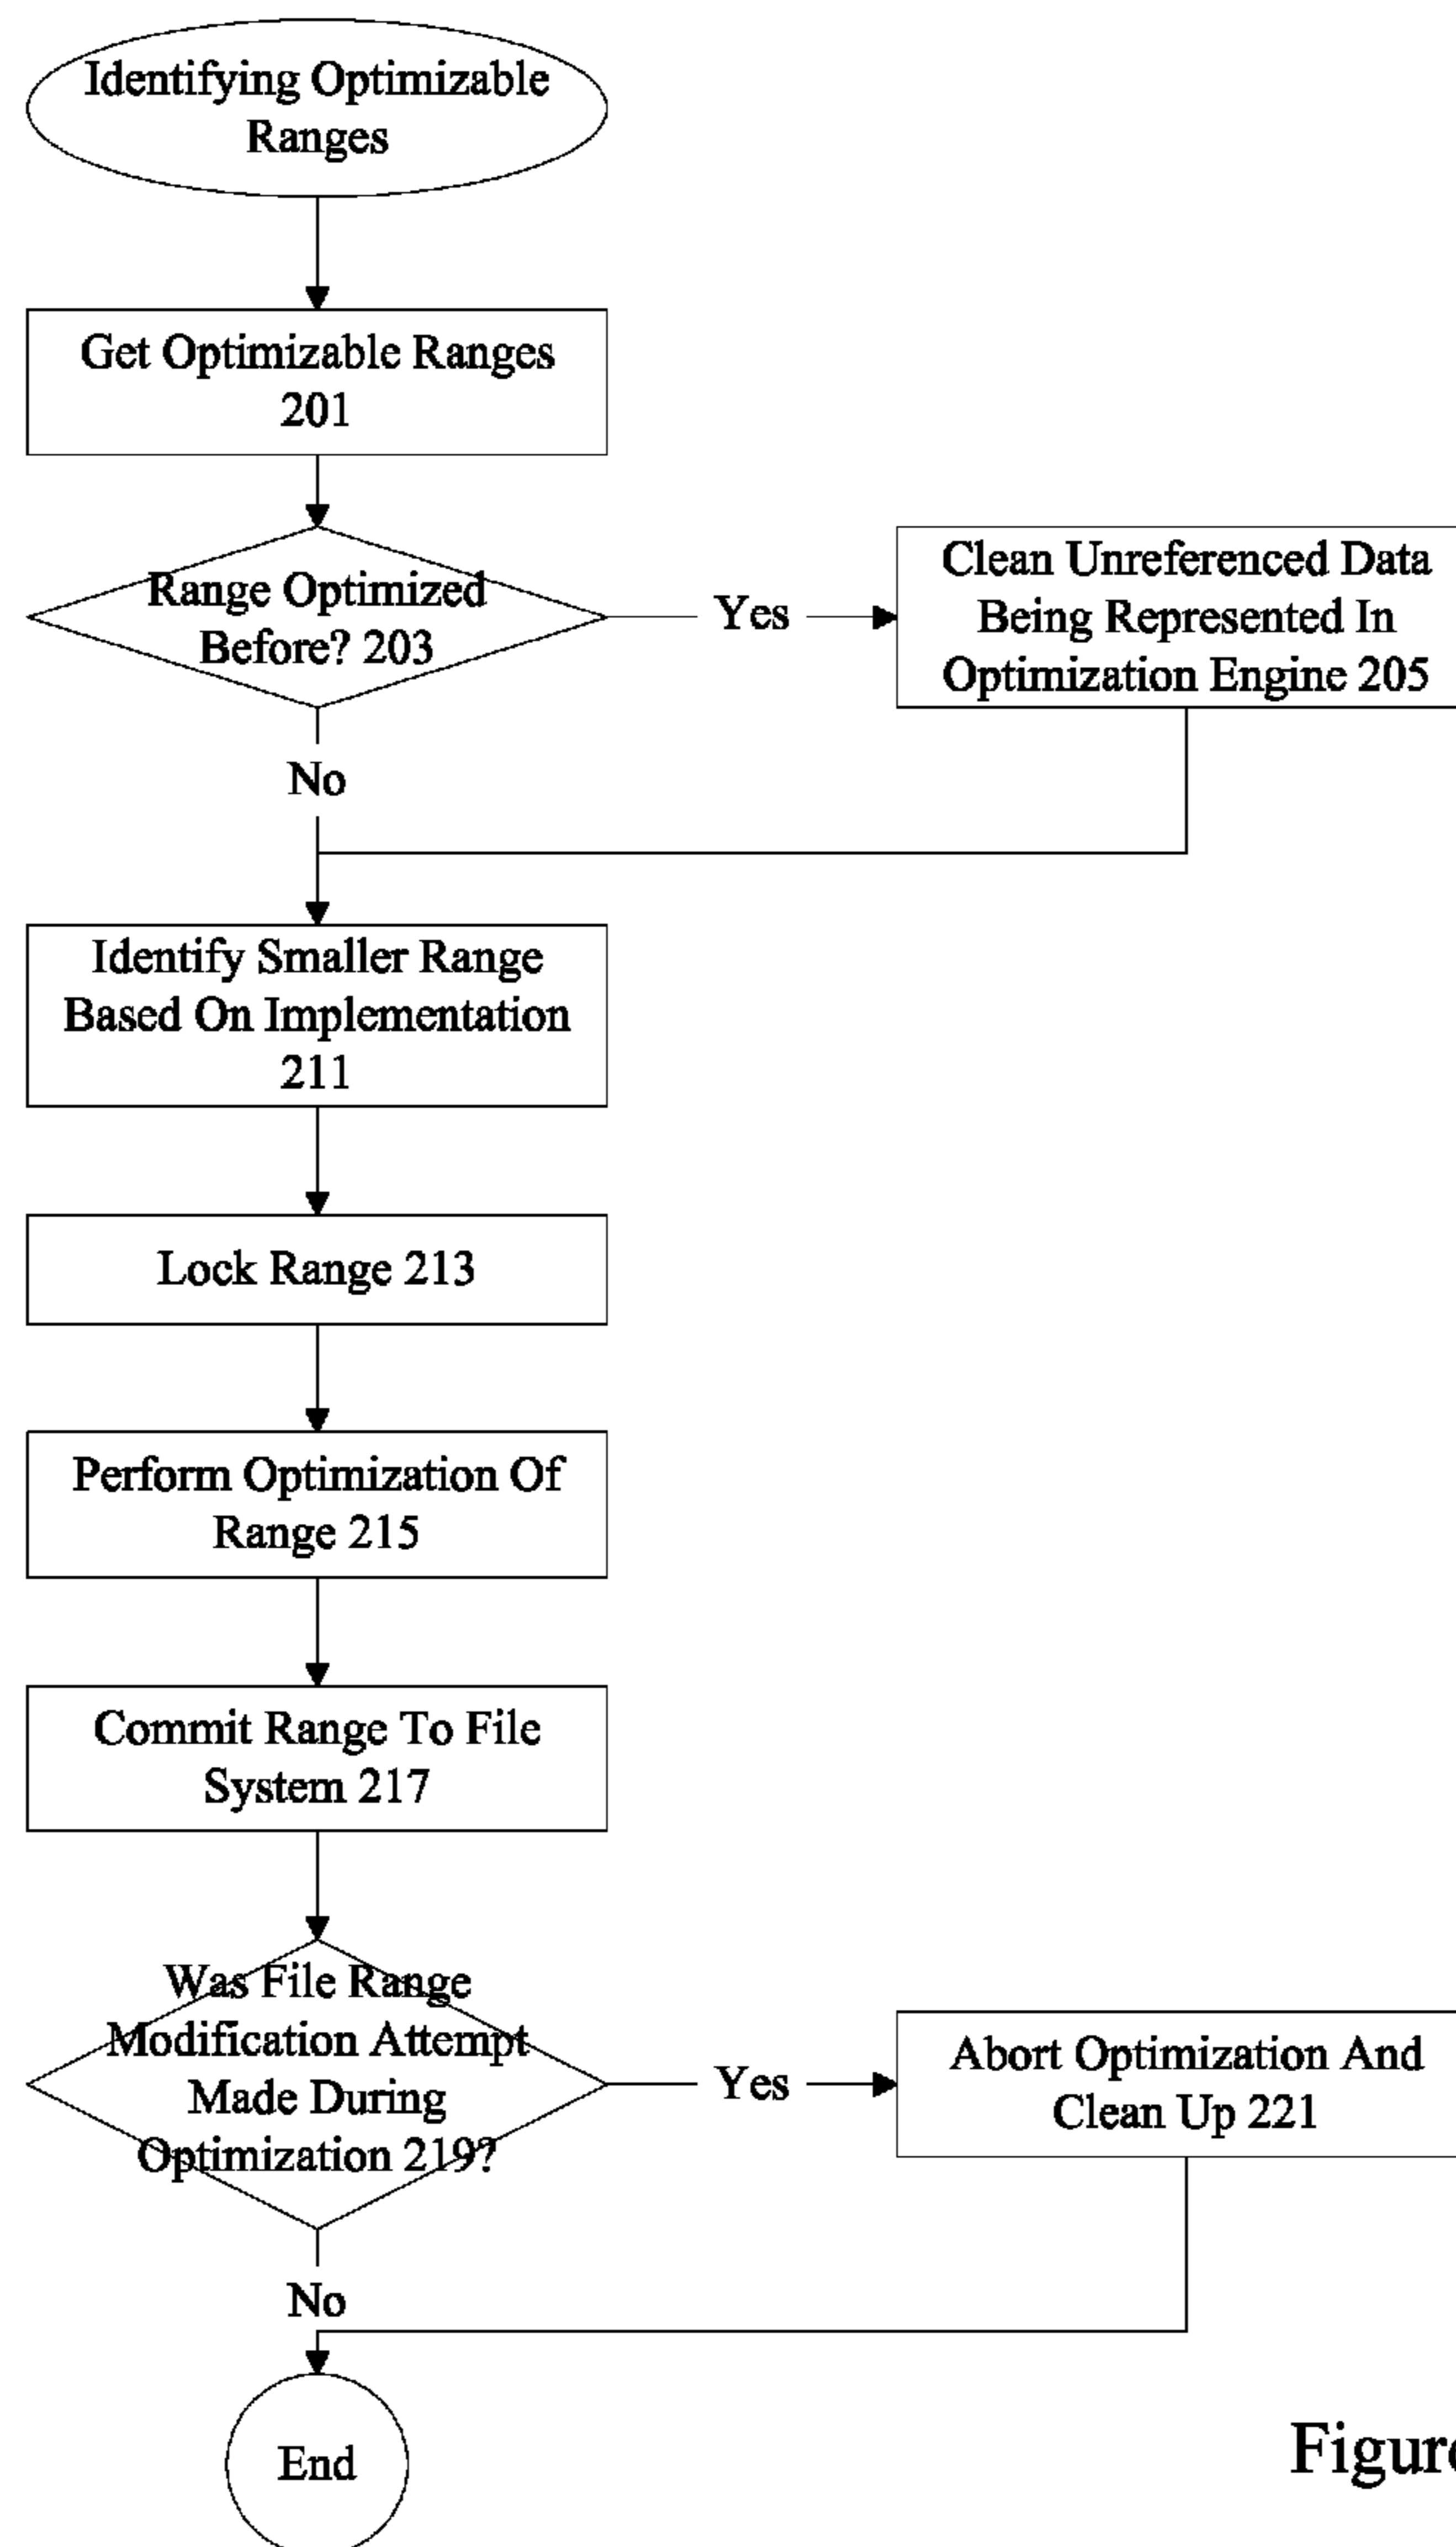 Identifying Optimizable
Ranges
Get Optimizable Ranges
201
Range Optimized
Before? 203
Yes
Clean Unreferenced Data
Being Represented In
Optimization Engine 205
No
Identify Smaller Range
Based On Implementation
211
Lock Range 213
Perform Optimization Of
Range 215
Commit Range To File
System 217
Was File Range
Modification Attempt
Made During
Optimization 219?
Yes
Abort Optimization And
Clean Up 221
No
End
Figure